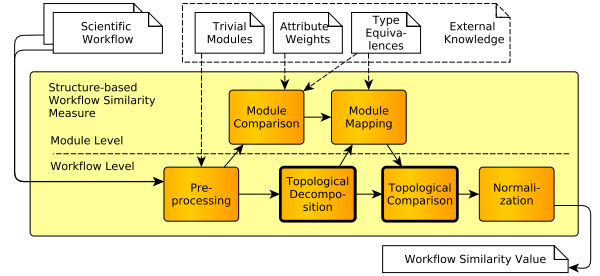 Scientific
Workflow
Trivial
Modules
Attribute
Weights
Type
Equiva-
lences
External
Knowledge
Structure-based
Workflow Similarity
Measure
Module
Comparison
Module
Mapping
Module Level
Workflow Level
Pre-
processing
Topological
Decompo-
sition
Topological
Comparison
Normali-
zation
Workflow Similarity Value